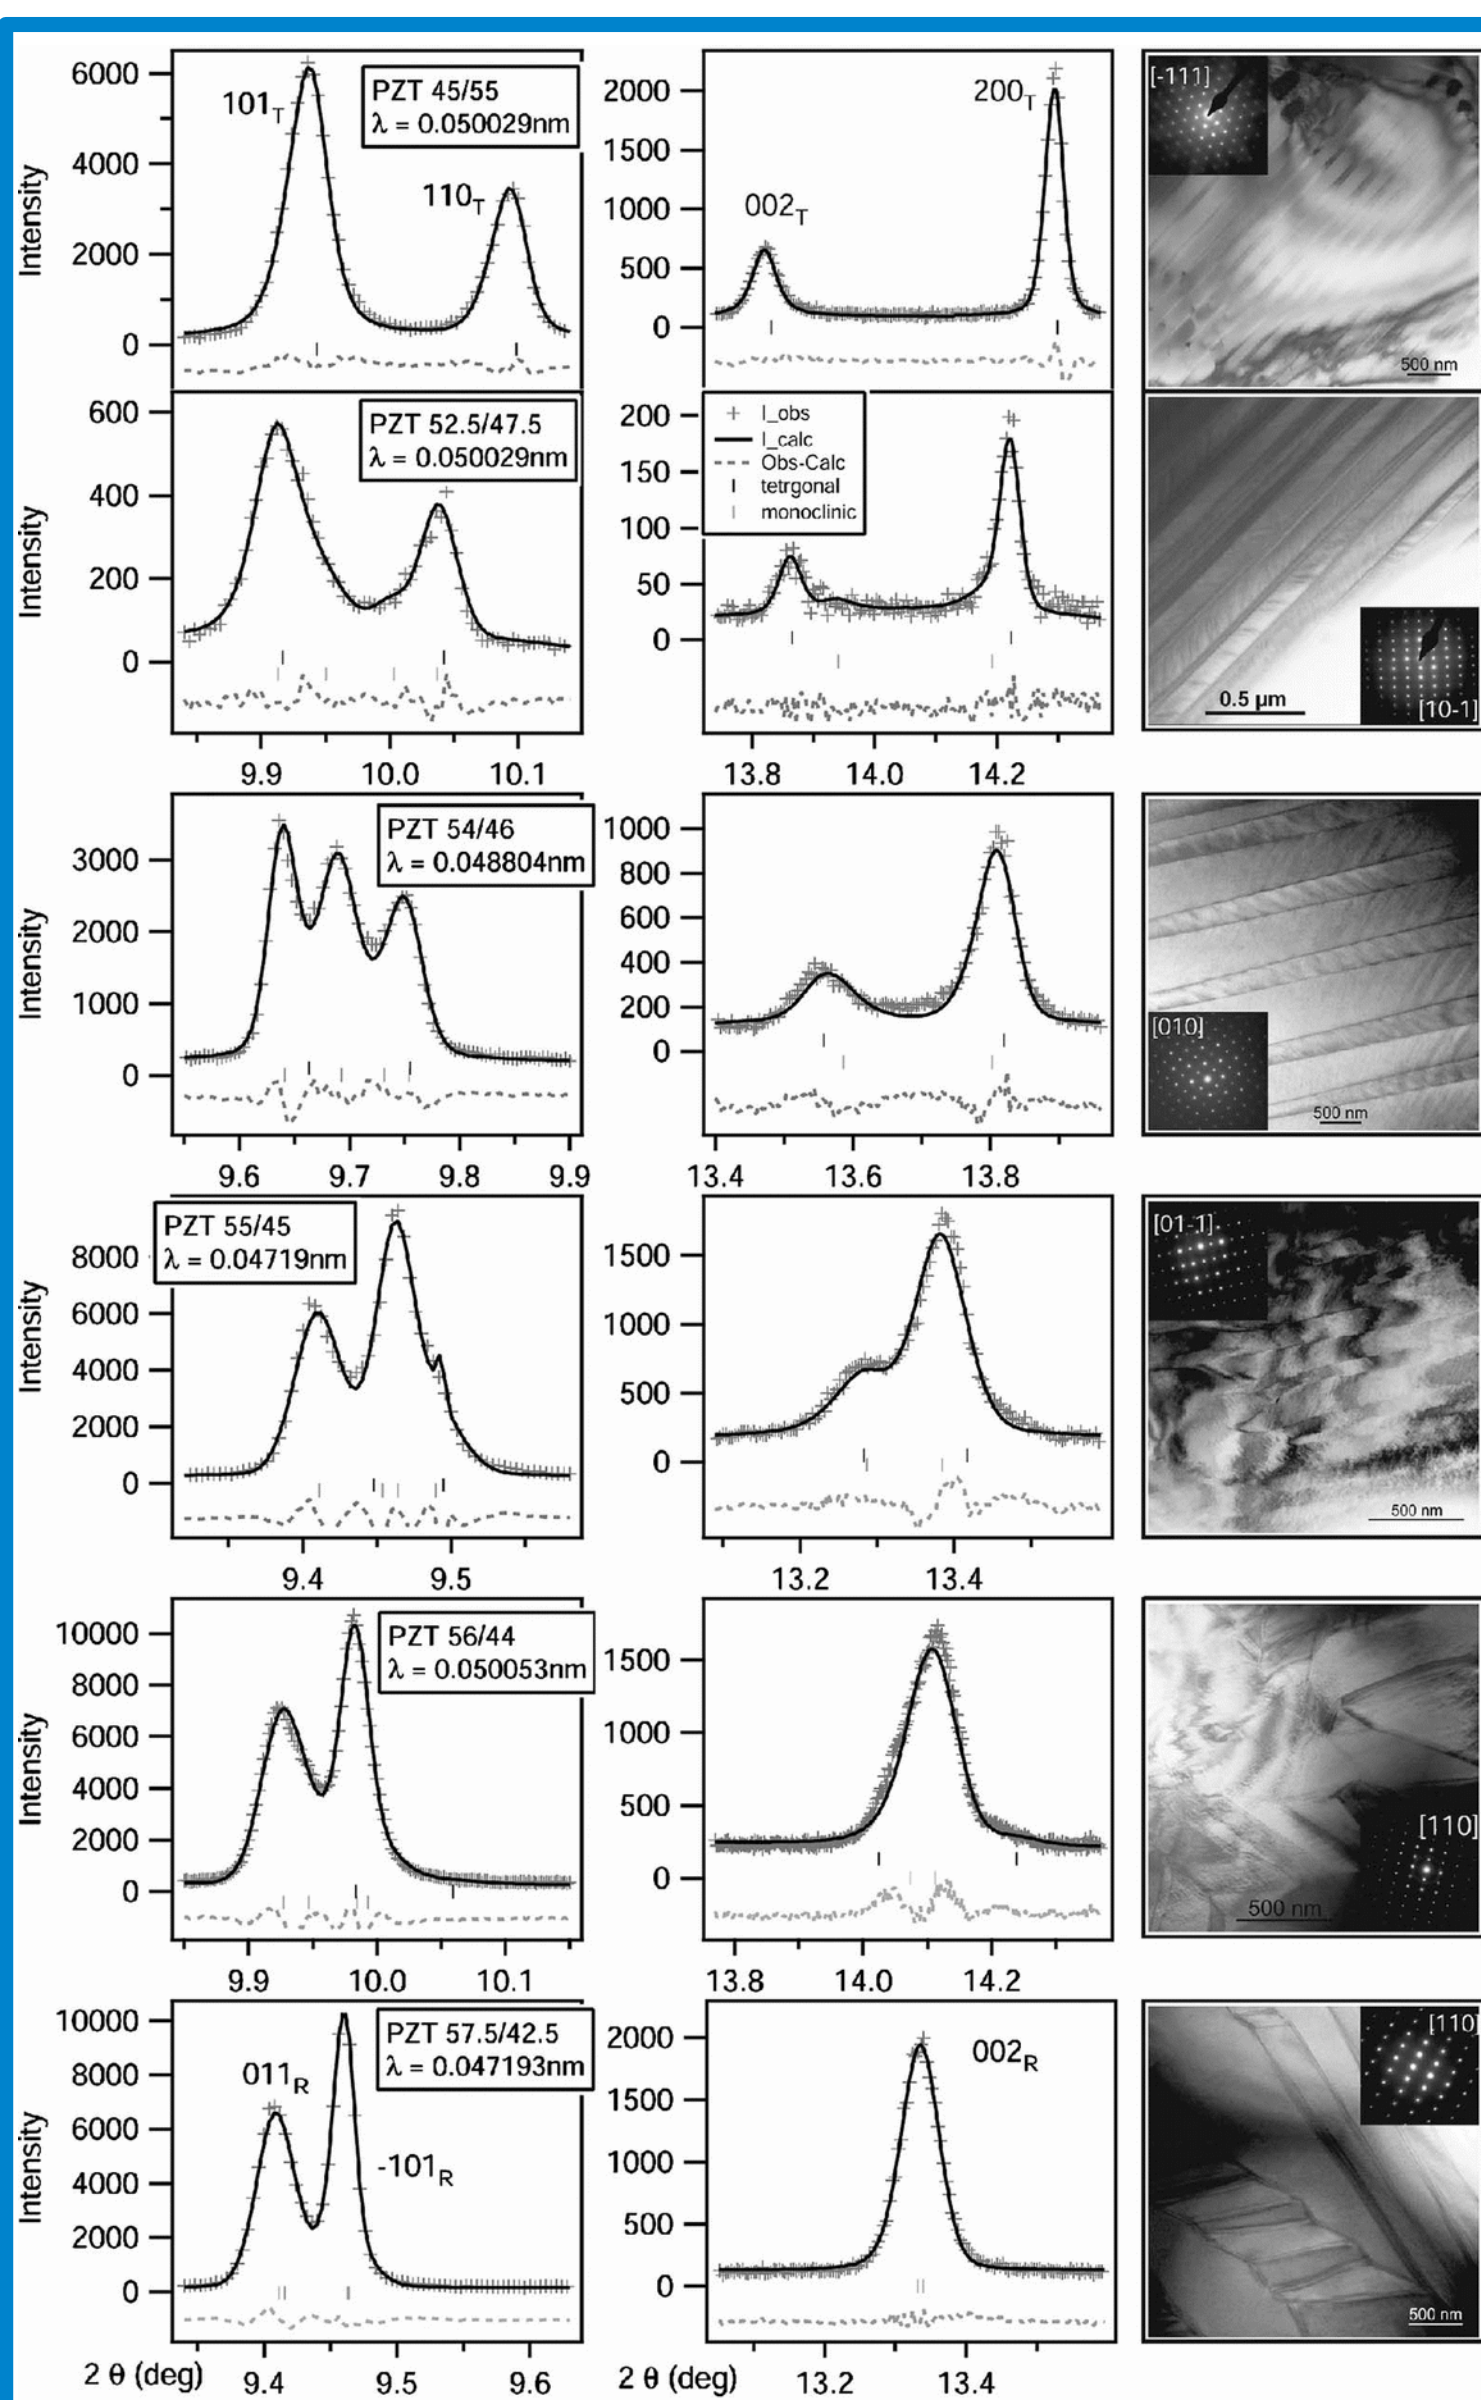 6000
4000
2000
0
Intensity
101T
110T
PZT 45/55
λ = 0.050029nm
2000
1500
1000
500
0
002T
200T
[-111]
500 nm
600
400
200
0
Intensity
PZT 52.5/47.5
λ = 0.050029nm
9.9 10.0 10.1
200
150
100
50
0
I_obs
I_calc
Obs-Calc
tetrgonal
monoclinic
13.8 14.0 14.2
0.5 µm
[10-1]
3000
2000
1000
0
Intensity
PZT 54/46
λ = 0.048804nm
9.6 9.7 9.8 9.9
1000
800
600
400
200
0
13.4 13.6 13.8
[010]
500 nm
PZT 55/45
λ = 0.04719nm
8000
6000
4000
2000
0
Intensity
9.4 9.5
1500
1000
500
0
13.2 13.4
[01-1]
500 nm
10000
8000
6000
4000
2000
0
Intensity
PZT 56/44
λ = 0.050053nm
9.9 10.0 10.1
1500
1000
500
0
13.8 14.0 14.2
[110]
500 nm
10000
8000
6000
4000
2000
0
Intensity
011R
-101R
PZT 57.5/42.5
λ = 0.047193nm
2 θ (deg) 9.4 9.5 9.6
2000
1500
1000
500
0
002R
2 θ (deg) 13.2 13.4
[110]
500 nm